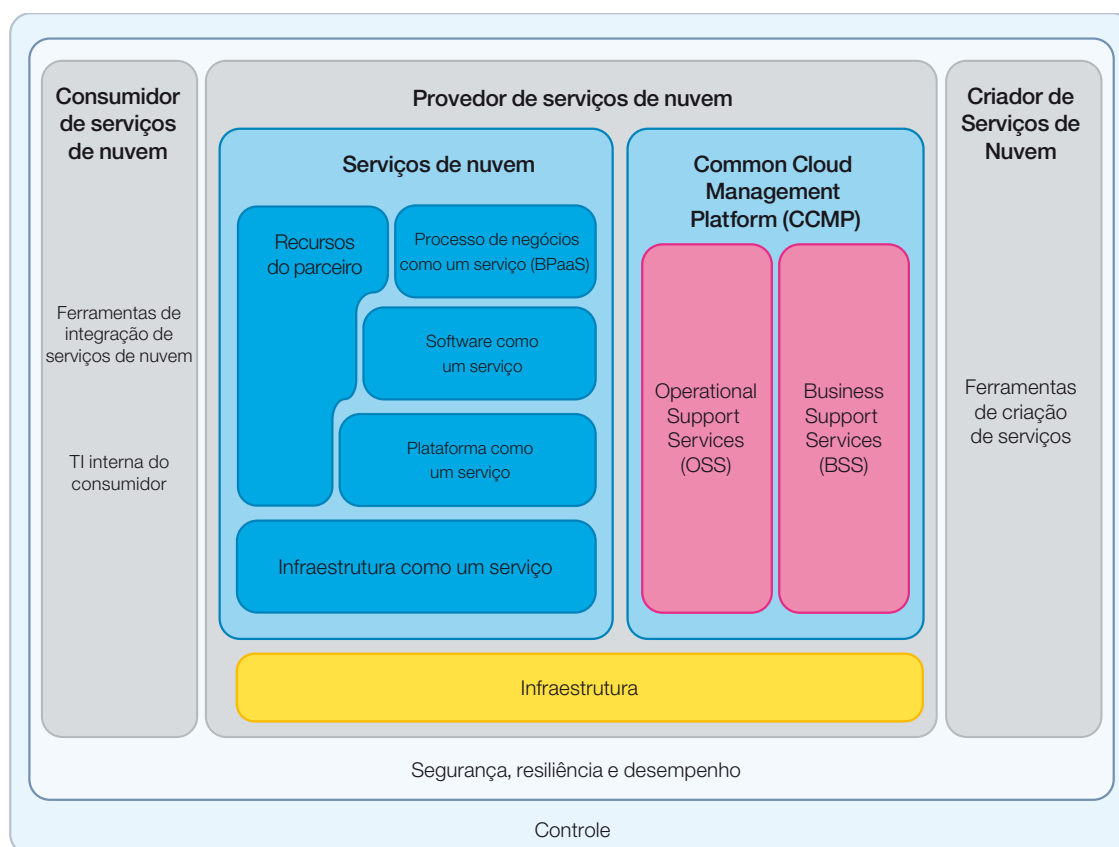 Consumidor
de serviços
de nuvem
Ferramentas de
integração de
serviços de nuvem
TI interna do
consumidor
Provedor de serviços de nuvem
Serviços de nuvem
Recursos
do parceiro
Processo de negócios
como um serviço (BPaaS)
Software como
um serviço
Plataforma como
um serviço
Infraestrutura como um serviço
Common Cloud
Management
Platform (CCMP)
Operational
Support
Services
(OSS)
Business
Support
Services
(BSS)
Infraestrutura
Criador de
Serviços de
Nuvem
Ferramentas
de criação
de serviços
Segurança, resiliência e desempenho
Controle